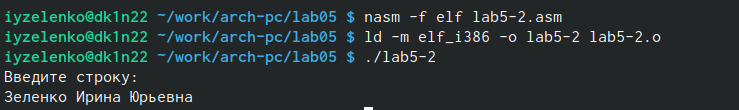 iyzelenko@dk1n22 ~/work/arch-pc/lab05 $ nasm -f elf lab5-2.asm
iyzelenko@dk1n22 ~/work/arch-pc/lab05 $ ld -m elf_i386 -o lab5-2 lab5-2.o
iyzelenko@dk1n22 ~/work/arch-pc/lab05 $ ./lab5-2
Введите строку:
Зеленко Ирина Юрьевна